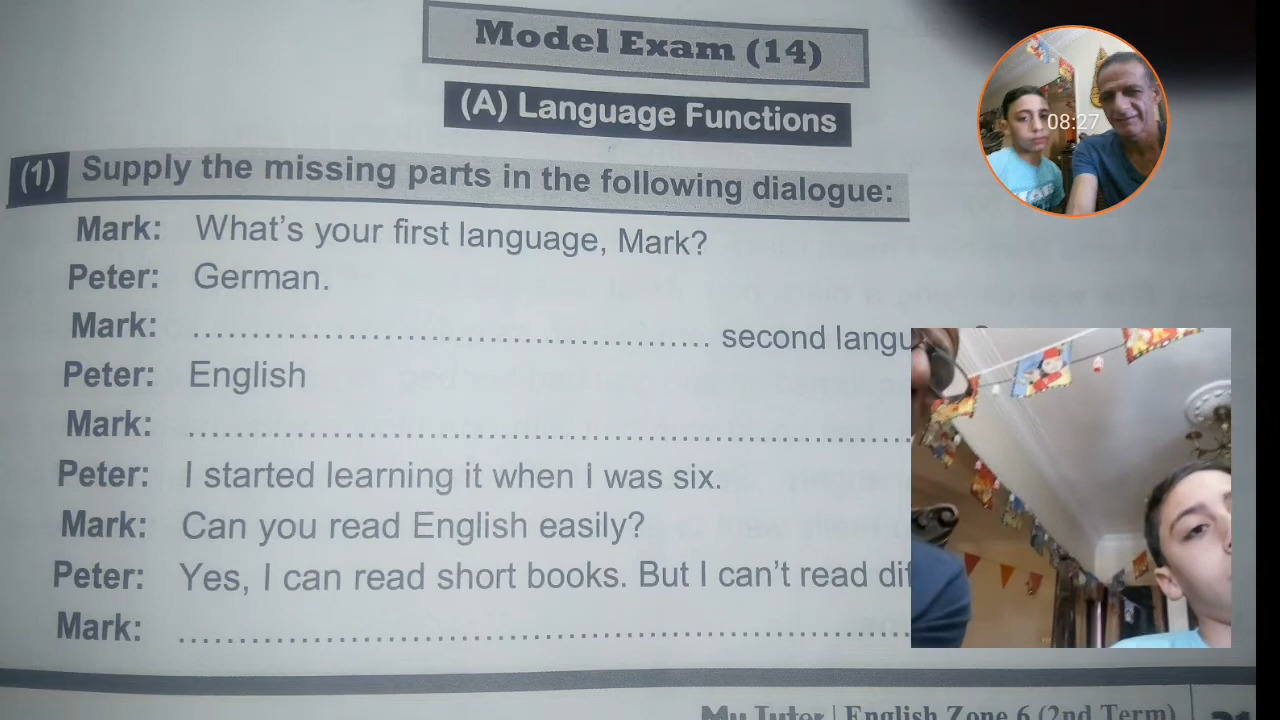 Model Exam (14)
(A) Language Functions
08:27
(1) Supply the missing parts in the following dialogue:
Mark: What's your first language, Mark?
Peter: German.
Mark: ................................................ second langu
Peter: English
Mark: ................................................................
Peter: I started learning it when I was six.
Mark: Can you read English easily?
Peter: Yes, I can read short books. But I can't read dif
Mark: ................................................................
My Tutor | English Zone 6 (2nd Term)